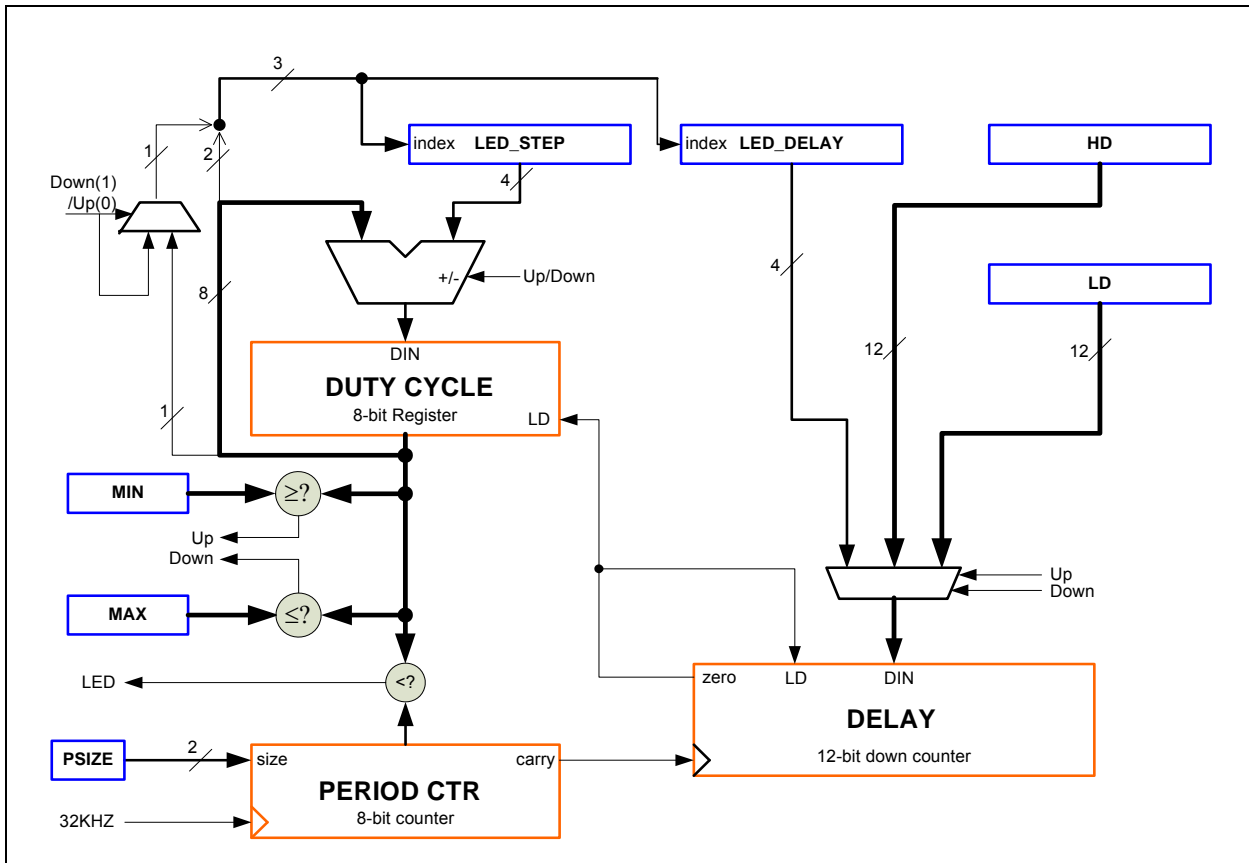 3
index LED_STEP
index LED_DELAY
HD
1
2
4
Down(1)
/Up(0)
+/-
Up/Down
8
4
LD
12
12
DIN
DUTY CYCLE
8-bit Register
LD
1
MIN
≥?
Up
Down
MAX
≤?
Up
Down
LED
<?
zero
LD
DIN
DELAY
12-bit down counter
PSIZE
2
size
carry
PERIOD CTR
8-bit counter
32KHZ